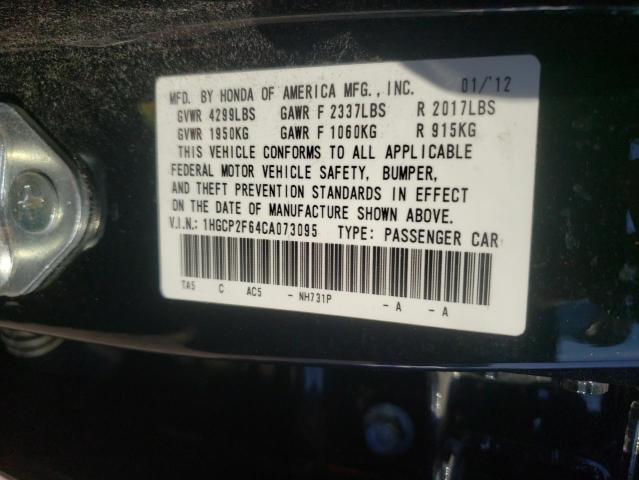 MFD. BY HONDA OF AMERICA MFG., INC. 01/'12
GVWR 4299LBS GAWR F 2337LBS R 2017LBS
GVWR 1950KG GAWR F 1060KG R 915KG
THIS VEHICLE CONFORMS TO ALL APPLICABLE
FEDERAL MOTOR VEHICLE SAFETY, BUMPER,
AND THEFT PREVENTION STANDARDS IN EFFECT
ON THE DATE OF MANUFACTURE SHOWN ABOVE.
V.I.N.: 1HGCP2F64CA073095 TYPE: PASSENGER CAR
TA5 C AC5 - NH731P - A - A